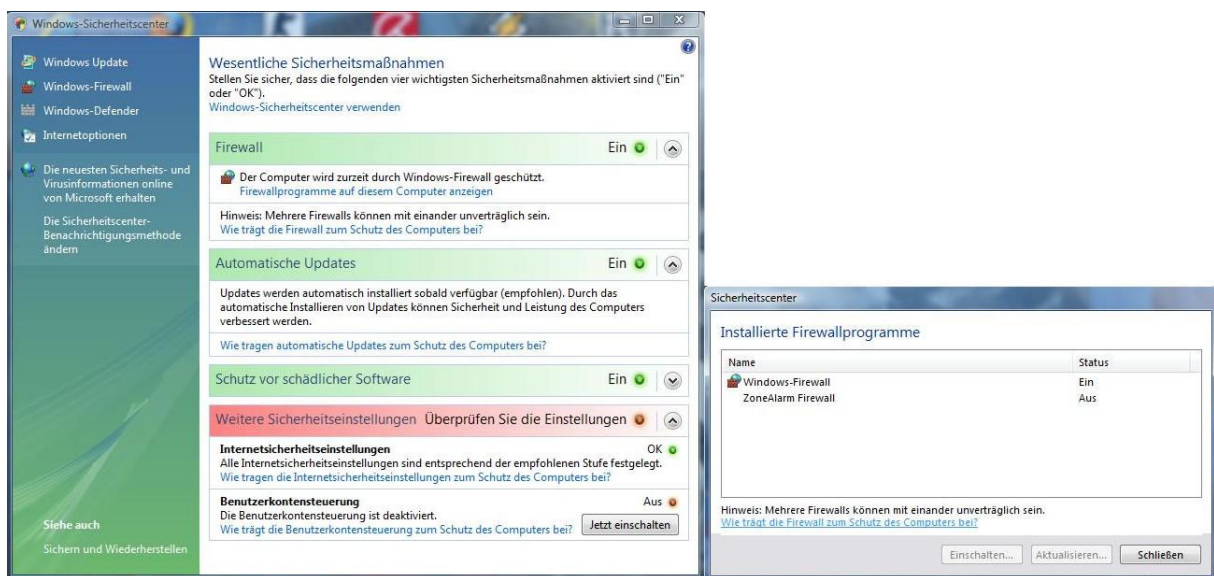 Windows-Sicherheitscenter
Windows Update
Windows-Firewall
Windows-Defender
Internetoptionen
Die neuesten Sicherheits- und
Virusinformationen online
von Microsoft erhalten
Die Sicherheitscenter-
Benachrichtigungsmethode
ändern
Siehe auch
Sichern und Wiederherstellen
Wesentliche Sicherheitsmaßnahmen
Stellen Sie sicher, dass die folgenden vier wichtigsten Sicherheitsmaßnahmen aktiviert sind ("Ein"
oder "OK").
Windows-Sicherheitscenter verwenden
Firewall Ein
Der Computer wird zurzeit durch Windows-Firewall geschützt.
Firewallprogramme auf diesem Computer anzeigen
Hinweis: Mehrere Firewalls können mit einander unverträglich sein.
Wie trägt die Firewall zum Schutz des Computers bei?
Automatische Updates Ein
Updates werden automatisch installiert sobald verfügbar (empfohlen). Durch das
automatische Installieren von Updates können Sicherheit und Leistung des Computers
verbessert werden.
Wie tragen automatische Updates zum Schutz des Computers bei?
Schutz vor schädlicher Software Ein
Weitere Sicherheitseinstellungen Überprüfen Sie die Einstellungen
Internetsicherheitseinstellungen OK
Alle Internetsicherheitseinstellungen sind entsprechend der empfohlenen Stufe festgelegt.
Wie tragen die Internetsicherheitseinstellungen zum Schutz des Computers bei?
Benutzerkontensteuerung Aus
Die Benutzerkontensteuerung ist deaktiviert.
Wie trägt die Benutzerkontensteuerung zum Schutz des Computers bei? Jetzt einschalten
Sicherheitscenter
Installierte Firewallprogramme
Name Status
Windows-Firewall Ein
ZoneAlarm Firewall Aus
Hinweis: Mehrere Firewalls können mit einander unverträglich sein.
Wie trägt die Firewall zum Schutz des Computers bei?
Einschalten... Aktualisieren... Schließen